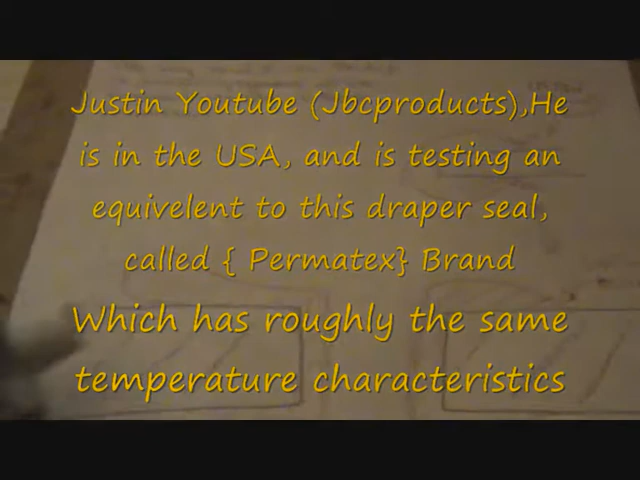 Justin Youtube (Jbcproducts),He
is in the USA, and is testing an
equivelent to this draper seal,
called { Permatex} Brand
Which has roughly the same
temperature characteristics